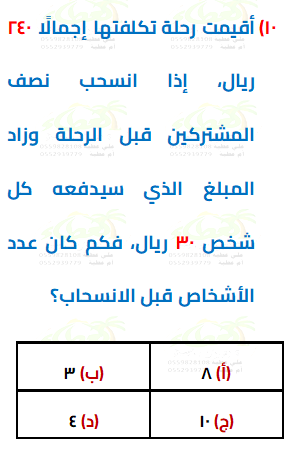 ١٠) أقيمت رحلة تكلفتها إجمالًا ٢٤٠
ريال، إذا انسحب نصف
المشتركين قبل الرحلة وزاد
المبلغ الذي سيدفعه كل
شخص ٣٠ ريال، فكم كان عدد
الأشخاص قبل الانسحاب؟
(أ) ٨ (ب) ٣
(ج) ١٠ (د) ٤